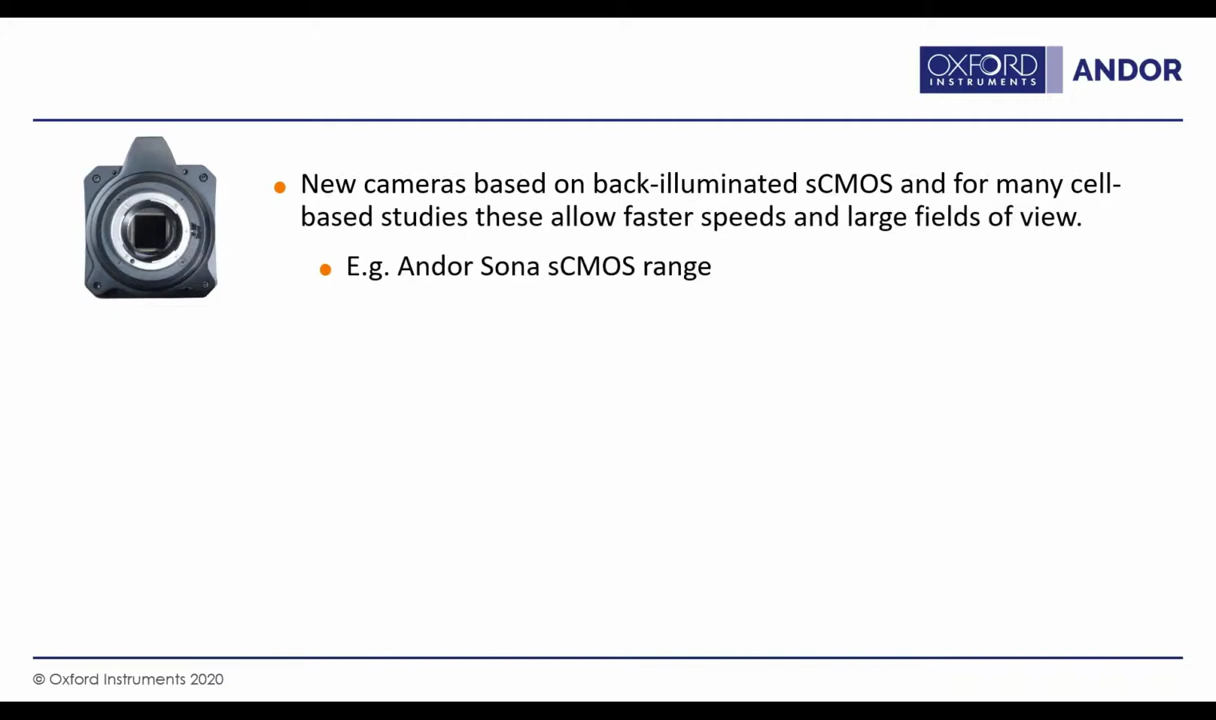 OXFORD
INSTRUMENTS
ANDOR
New cameras based on back-illuminated sCMOS and for many cell-
based studies these allow faster speeds and large fields of view.
E.g. Andor Sona sCMOS range
© Oxford Instruments 2020